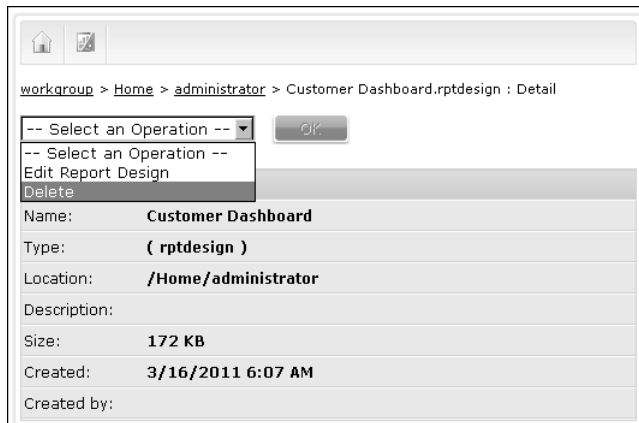 workgroup > Home > administrator > Customer Dashboard.rptdesign : Detail
-- Select an Operation -- OK
-- Select an Operation --
Edit Report Design
Delete
Name: Customer Dashboard
Type: ( rptdesign )
Location: /Home/administrator
Description:
Size: 172 KB
Created: 3/16/2011 6:07 AM
Created by: